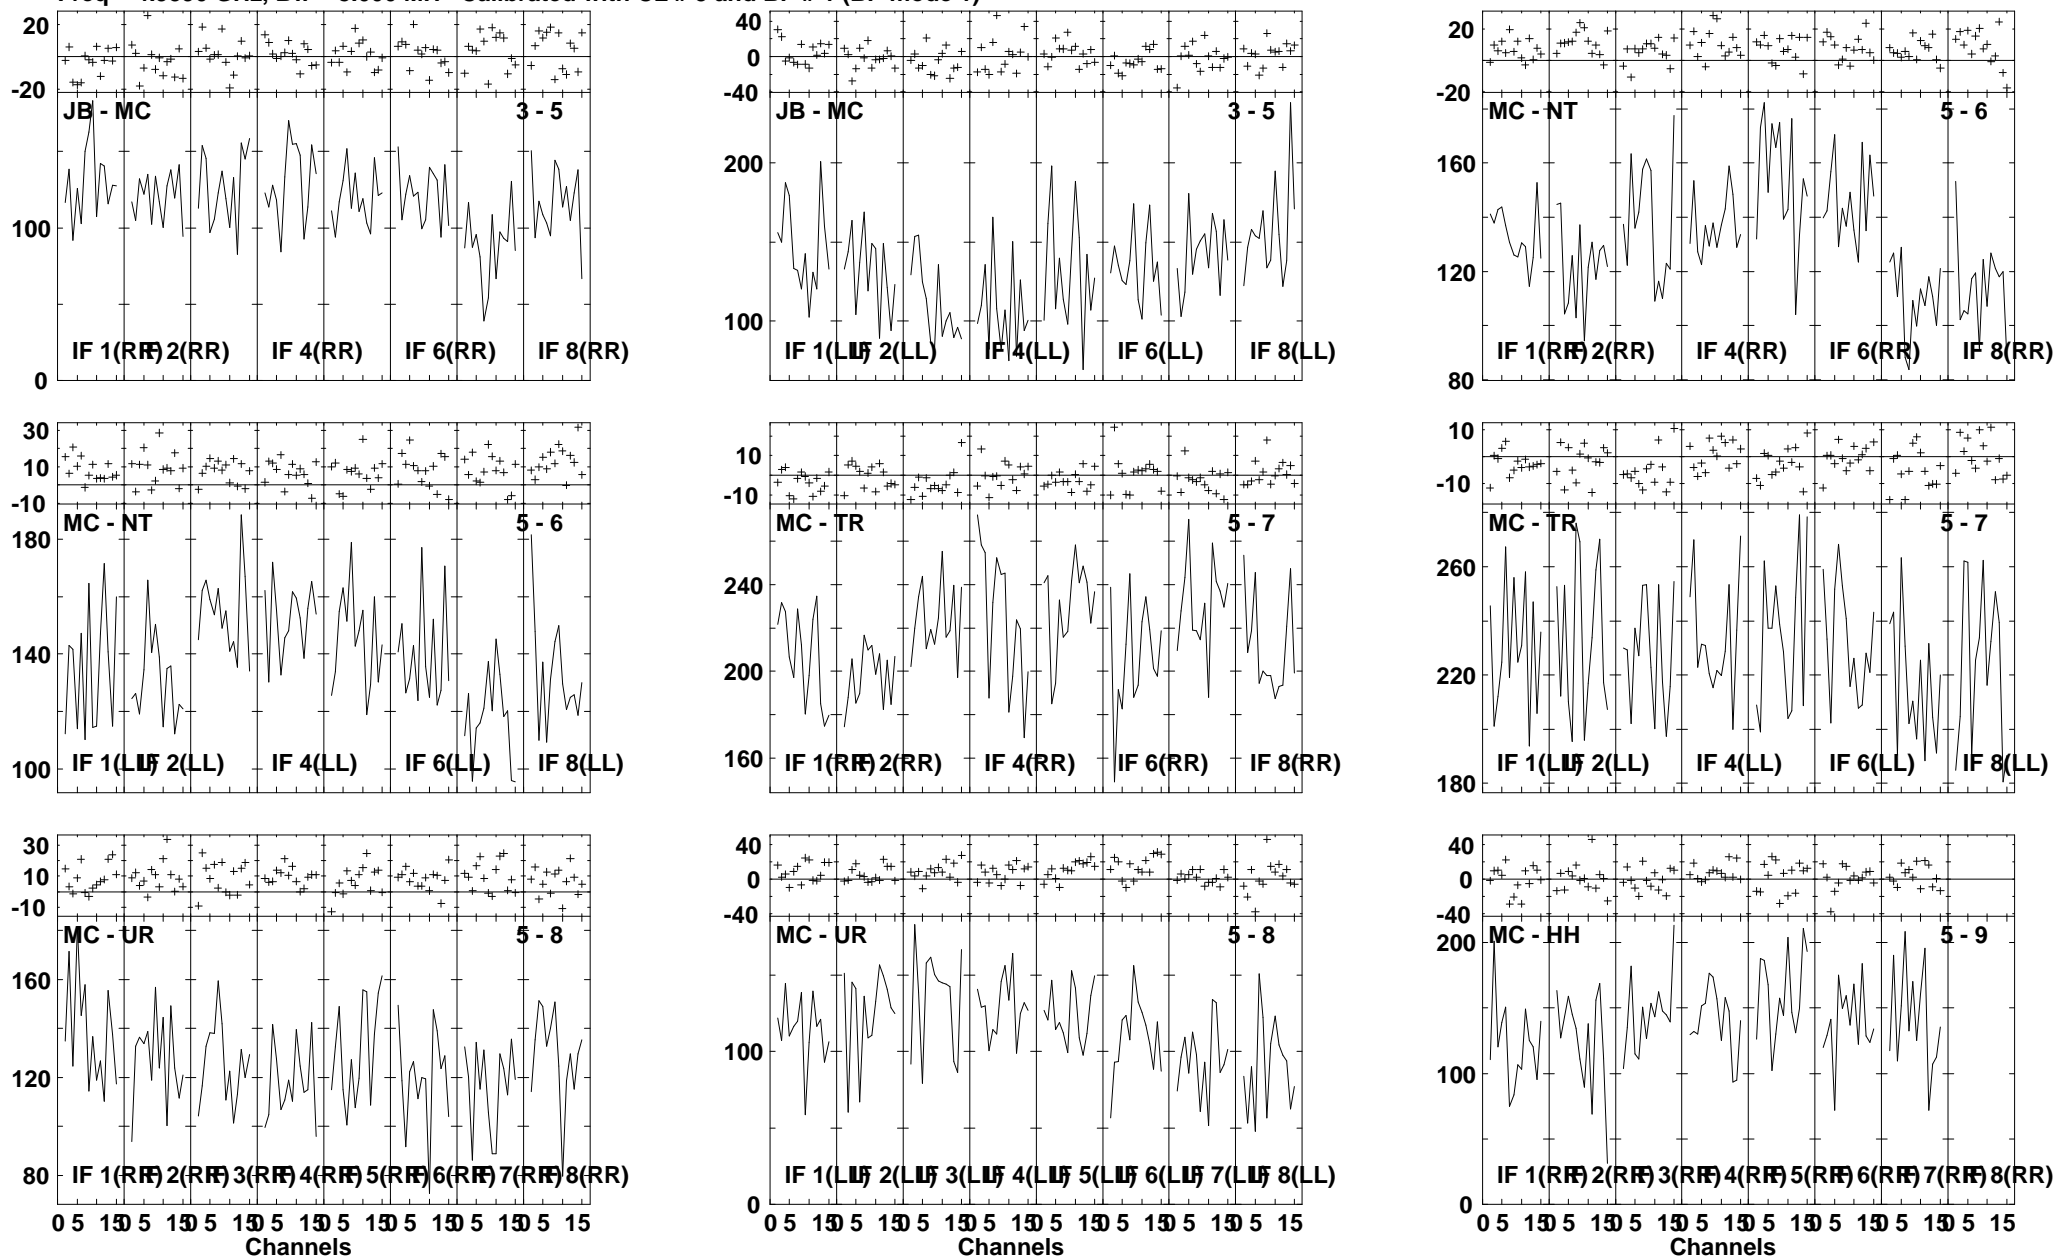 20
0
-20
JB - MC 3 - 5
100
0
IF 1(RR) IF 2(RR) IF 4(RR) IF 6(RR) IF 8(RR)
40
0
-40
JB - MC 3 - 5
200
100
IF 1(LL) IF 2(LL) IF 4(LL) IF 6(LL) IF 8(LL)
20
0
-20
MC - NT 5 - 6
160
120
80
IF 1(RR) IF 2(RR) IF 4(RR) IF 6(RR) IF 8(RR)
30
10
-10
MC - NT 5 - 6
180
140
100
IF 1(LL) IF 2(LL) IF 4(LL) IF 6(LL) IF 8(LL)
10
-10
MC - TR 5 - 7
240
200
160
IF 1(RR) IF 2(RR) IF 4(RR) IF 6(RR) IF 8(RR)
10
-10
MC - TR 5 - 7
260
220
180
IF 1(LL) IF 2(LL) IF 4(LL) IF 6(LL) IF 8(LL)
30
10
-10
MC - UR 5 - 8
160
120
80
IF 1(RR) IF 2(RR) IF 3(RR) IF 4(RR) IF 5(RR) IF 6(RR) IF 7(RR) IF 8(RR)
0 5 15 0 5 15 0 5 15 0 5 15 0 5 15 0 5 15 0 5 15 0 5 15
Channels
40
0
-40
MC - UR 5 - 8
100
0
IF 1(LL) IF 2(LL) IF 3(LL) IF 4(LL) IF 5(LL) IF 6(LL) IF 7(LL) IF 8(LL)
0 5 15 0 5 15 0 5 15 0 5 15 0 5 15 0 5 15 0 5 15 0 5 15
Channels
40
0
-40
MC - HH 5 - 9
200
100
0
IF 1(RR) IF 2(RR) IF 3(RR) IF 4(RR) IF 5(RR) IF 6(RR) IF 7(RR) IF 8(RR)
0 5 15 0 5 15 0 5 15 0 5 15 0 5 15 0 5 15 0 5 15 0 5 15
Channels